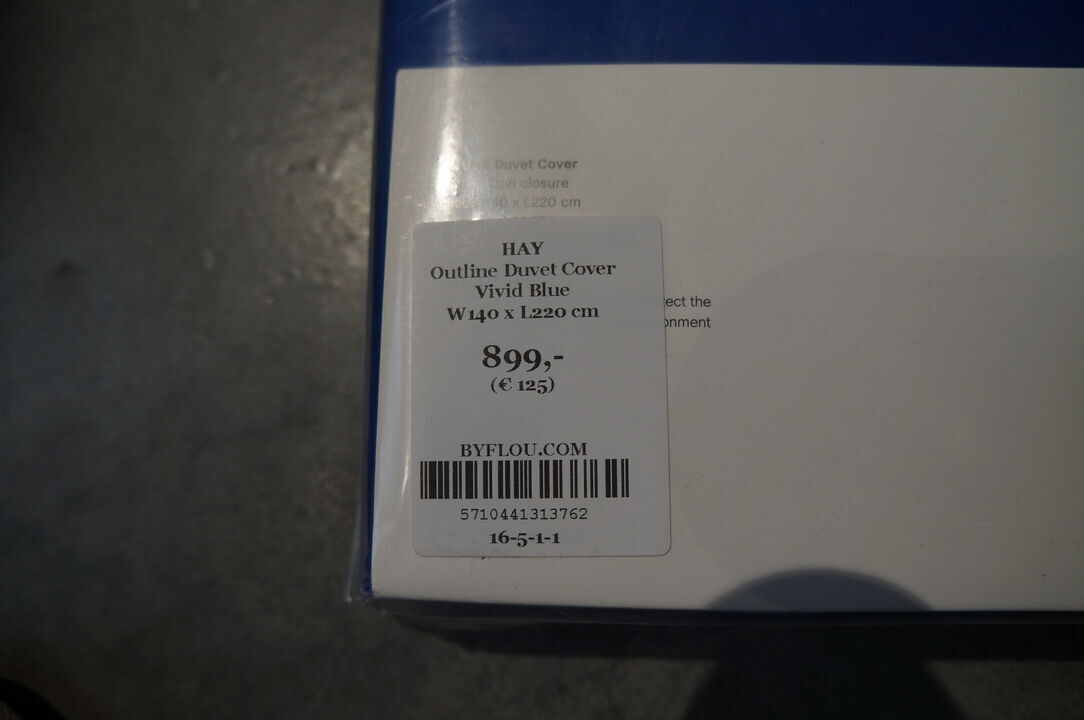 Duvet Cover
closure
x L220 cm
HAY
Outline Duvet Cover
Vivid Blue
W140 x L220 cm
ect the
onment
899,-
(€ 125)
BYFLOU.COM
5710441313762
16-5-1-1